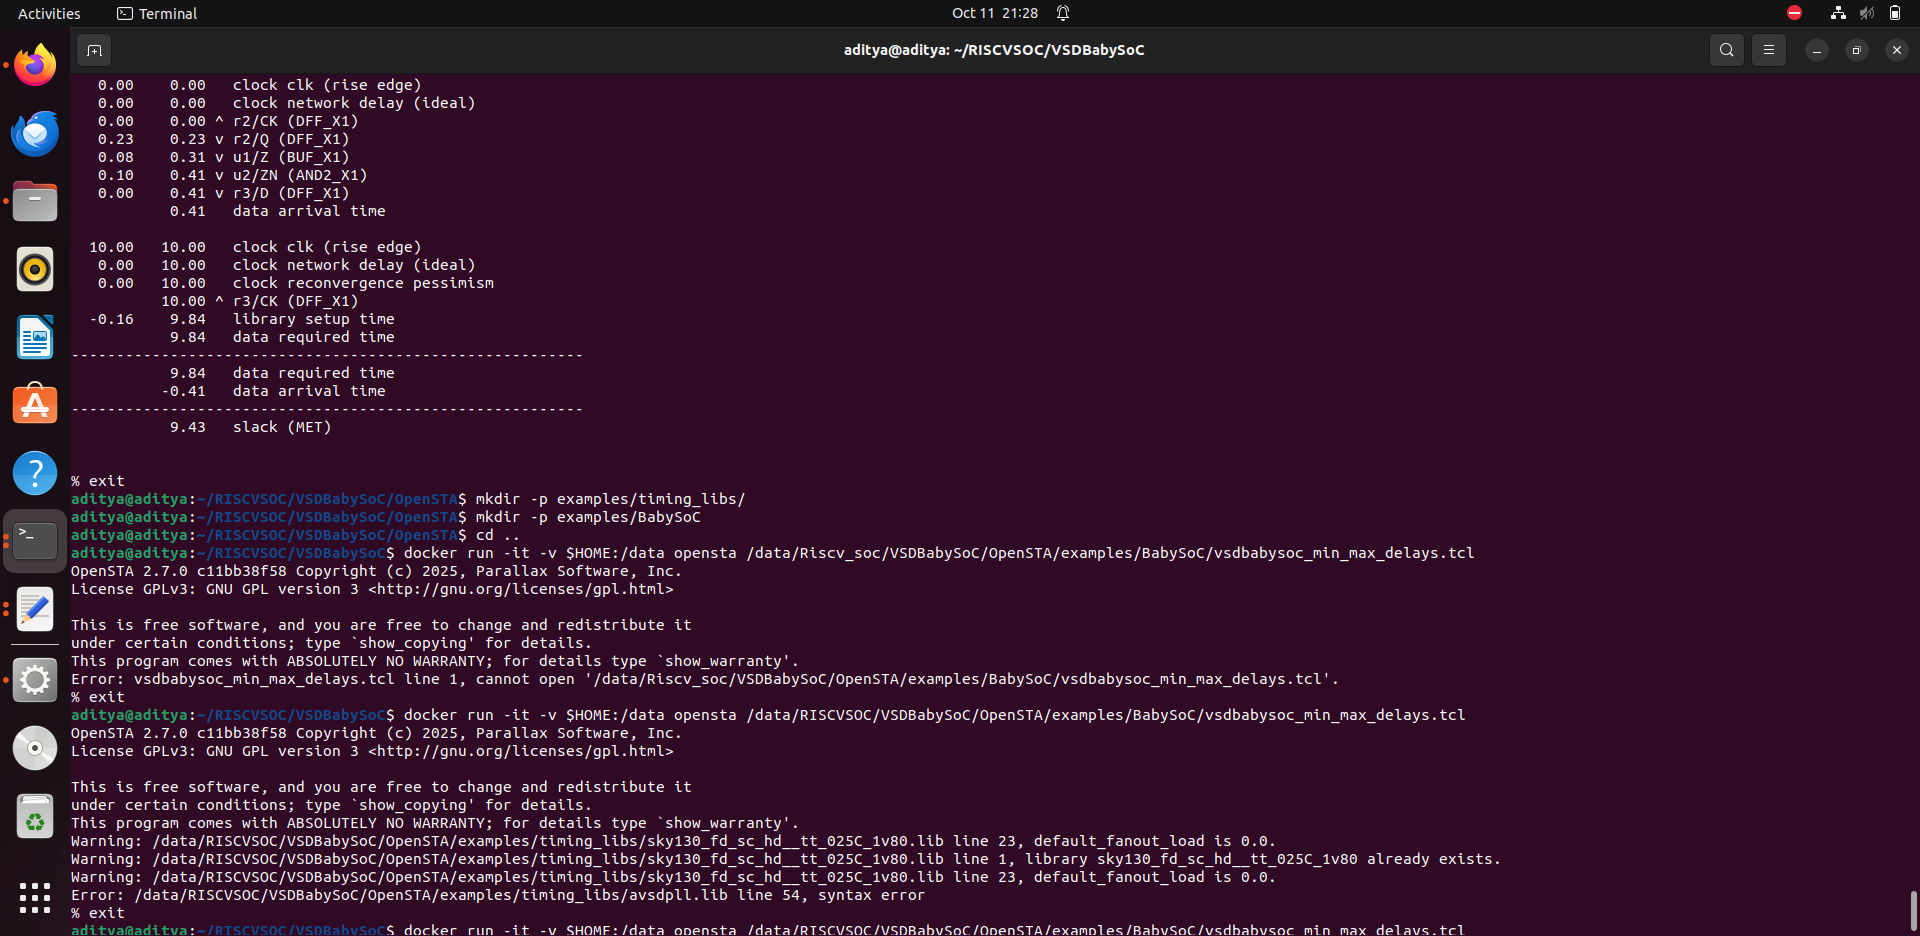 Activities
Terminal
Oct 11 21:28
aditya@aditya: ~/RISCVSOC/VSDBabySoC
0.00 0.00 clock clk (rise edge)
0.00 0.00 clock network delay (ideal)
0.00 0.00 ^ r2/CK (DFF_X1)
0.23 0.23 v r2/Q (DFF_X1)
0.08 0.31 v u1/Z (BUF_X1)
0.10 0.41 v u2/ZN (AND2_X1)
0.00 0.41 v r3/D (DFF_X1)
0.41 data arrival time
10.00 10.00 clock clk (rise edge)
0.00 10.00 clock network delay (ideal)
0.00 10.00 clock reconvergence pessimism
10.00 ^ r3/CK (DFF_X1)
-0.16 9.84 library setup time
9.84 data required time
---------------------------------------------------------
9.84 data required time
-0.41 data arrival time
---------------------------------------------------------
9.43 slack (MET)
% exit
aditya@aditya:~/RISCVSOC/VSDBabySoC/OpenSTA$ mkdir -p examples/timing_libs/
aditya@aditya:~/RISCVSOC/VSDBabySoC/OpenSTA$ mkdir -p examples/BabySoC
aditya@aditya:~/RISCVSOC/VSDBabySoC/OpenSTA$ cd ..
aditya@aditya:~/RISCVSOC/VSDBabySoC$ docker run -it -v $HOME:/data opensta /data/Riscv_soc/VSDBabySoC/OpenSTA/examples/BabySoC/vsdbabysoc_min_max_delays.tcl
OpenSTA 2.7.0 c11bb38f58 Copyright (c) 2025, Parallax Software, Inc.
License GPLv3: GNU GPL version 3 <http://gnu.org/licenses/gpl.html>
This is free software, and you are free to change and redistribute it
under certain conditions; type `show_copying' for details.
This program comes with ABSOLUTELY NO WARRANTY; for details type `show_warranty'.
Error: vsdbabysoc_min_max_delays.tcl line 1, cannot open '/data/Riscv_soc/VSDBabySoC/OpenSTA/examples/BabySoC/vsdbabysoc_min_max_delays.tcl'.
% exit
aditya@aditya:~/RISCVSOC/VSDBabySoC$ docker run -it -v $HOME:/data opensta /data/RISCVSOC/VSDBabySoC/OpenSTA/examples/BabySoC/vsdbabysoc_min_max_delays.tcl
OpenSTA 2.7.0 c11bb38f58 Copyright (c) 2025, Parallax Software, Inc.
License GPLv3: GNU GPL version 3 <http://gnu.org/licenses/gpl.html>
This is free software, and you are free to change and redistribute it
under certain conditions; type `show_copying' for details.
This program comes with ABSOLUTELY NO WARRANTY; for details type `show_warranty'.
Warning: /data/RISCVSOC/VSDBabySoC/OpenSTA/examples/timing_libs/sky130_fd_sc_hd__tt_025C_1v80.lib line 23, default_fanout_load is 0.0.
Warning: /data/RISCVSOC/VSDBabySoC/OpenSTA/examples/timing_libs/sky130_fd_sc_hd__tt_025C_1v80.lib line 1, library sky130_fd_sc_hd__tt_025C_1v80 already exists.
Warning: /data/RISCVSOC/VSDBabySoC/OpenSTA/examples/timing_libs/sky130_fd_sc_hd__tt_025C_1v80.lib line 23, default_fanout_load is 0.0.
Error: /data/RISCVSOC/VSDBabySoC/OpenSTA/examples/timing_libs/avsdpll.lib line 54, syntax error
% exit
aditya@aditya:~/RISCVSOC/VSDBabySoC$ docker run -it -v $HOME:/data opensta /data/RISCVSOC/VSDBabySoC/OpenSTA/examples/BabySoC/vsdbabysoc_min_max_delays.tcl